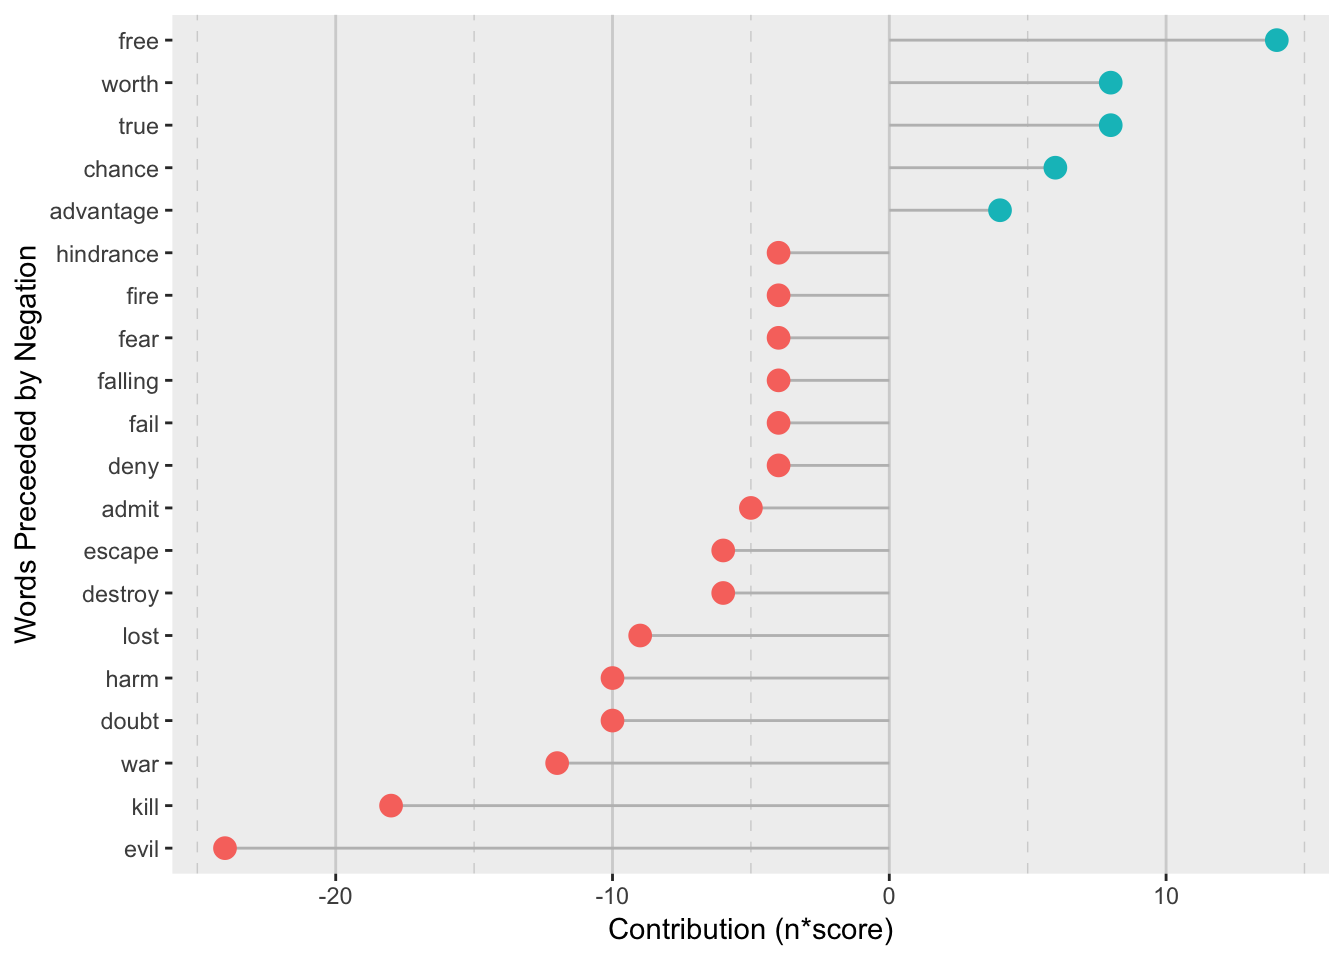 free
worth
true
chance
advantage
hindrance
fire
fear
falling
fail
deny
admit
escape
destroy
lost
harm
doubt
war
kill
evil
Words Preceeded by Negation
-20 -10 0 10
Contribution (n*score)